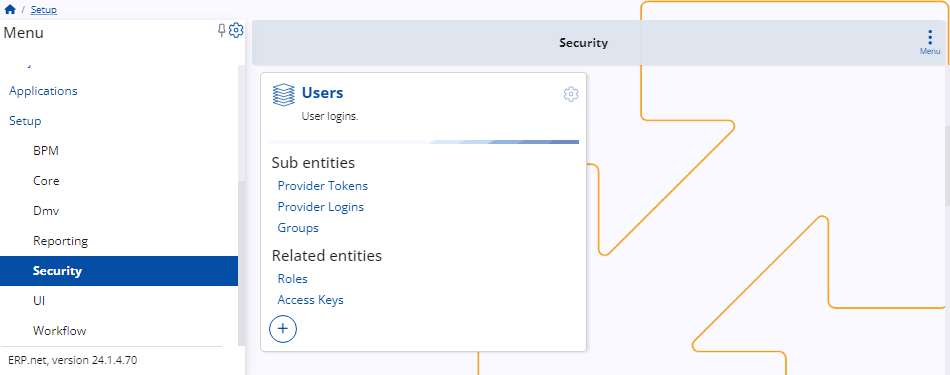 / Setup
Menu
Applications
Setup
BPM
Core
Dmv
Reporting
Security
UI
Workflow
ERP.net, version 24.1.4.70
Security
Menu
Users
User logins.
Sub entities
Provider Tokens
Provider Logins
Groups
Related entities
Roles
Access Keys